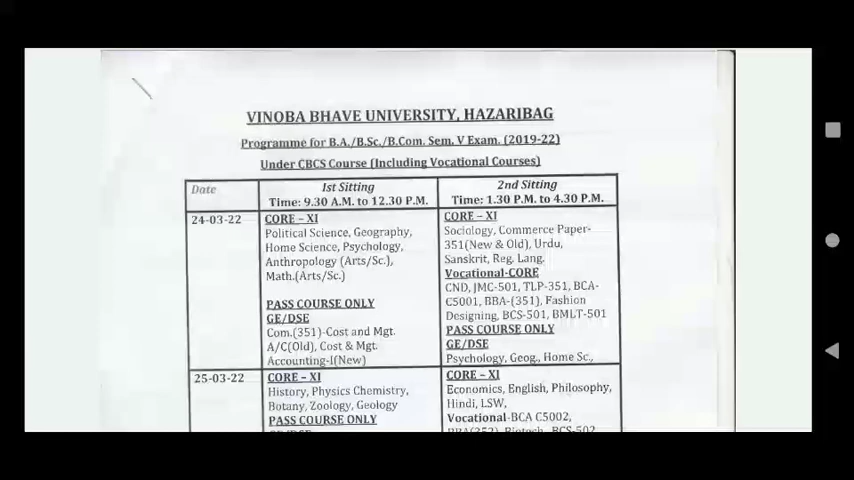 VINOBA BHAVE UNIVERSITY, HAZARIBAG
Programme for B.A./B.Sc./B.Com. Sem. V Exam. (2019-22)
Under CBCS Course (Including Vocational Courses)
Date
1st Sitting
Time: 9.30 A.M. to 12.30 P.M.
2nd Sitting
Time: 1.30 P.M. to 4.30 P.M.
24-03-22
CORE – XI
Political Science, Geography,
Home Science, Psychology,
Anthropology (Arts/Sc.),
Math.(Arts/Sc.)
PASS COURSE ONLY
GE/DSE
Com.(351)-Cost and Mgt.
A/C(Old), Cost & Mgt.
Accounting-I(New)
CORE – XI
Sociology, Commerce Paper-
351(New & Old), Urdu,
Sanskrit, Reg. Lang.
Vocational-CORE
CND, JMC-501, TLP-351, BCA-
C5001, BBA-(351), Fashion
Designing, BCS-501, BMLT-501
PASS COURSE ONLY
GE/DSE
Psychology, Geog., Home Sc.,
25-03-22
CORE – XI
History, Physics Chemistry,
Botany, Zoology, Geology
PASS COURSE ONLY
CORE – XI
Economics, English, Philosophy,
Hindi, LSW,
Vocational-BCA C5002,
BBA(352), Biotech, BCS-502